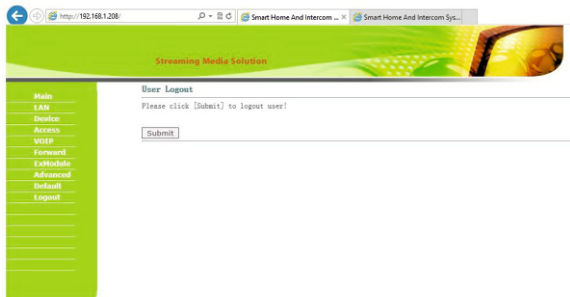 http://192.168.1.208/
Smart Home And Intercom ...
Smart Home And Intercom Sys...
Streaming Media Solution
User Logout
Please click [Submit] to logout user!
Submit
Main
LAN
Device
Access
VOIP
Forward
ExModule
Advanced
Default
Logout